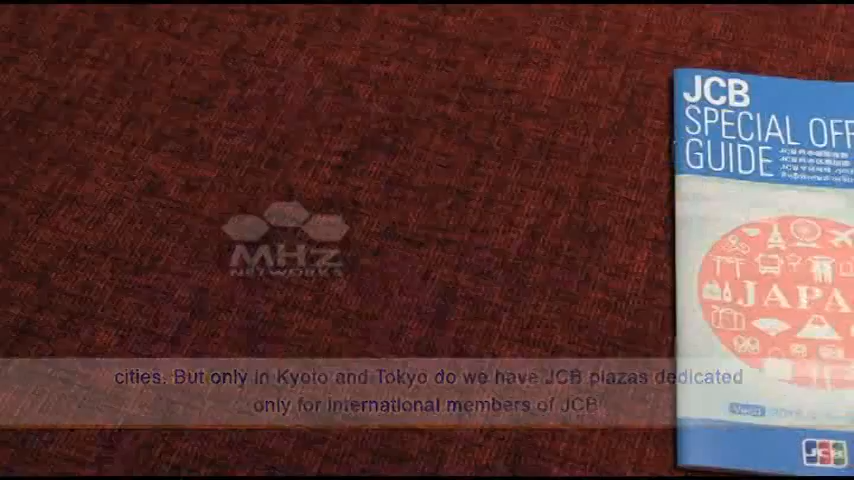 JCB
SPECIAL OFF
GUIDE
MHZ
NETWORKS
JAPA
cities. But only in Kyoto and Tokyo do we have JCB plazas dedicated
only for international members of JCB
JCB